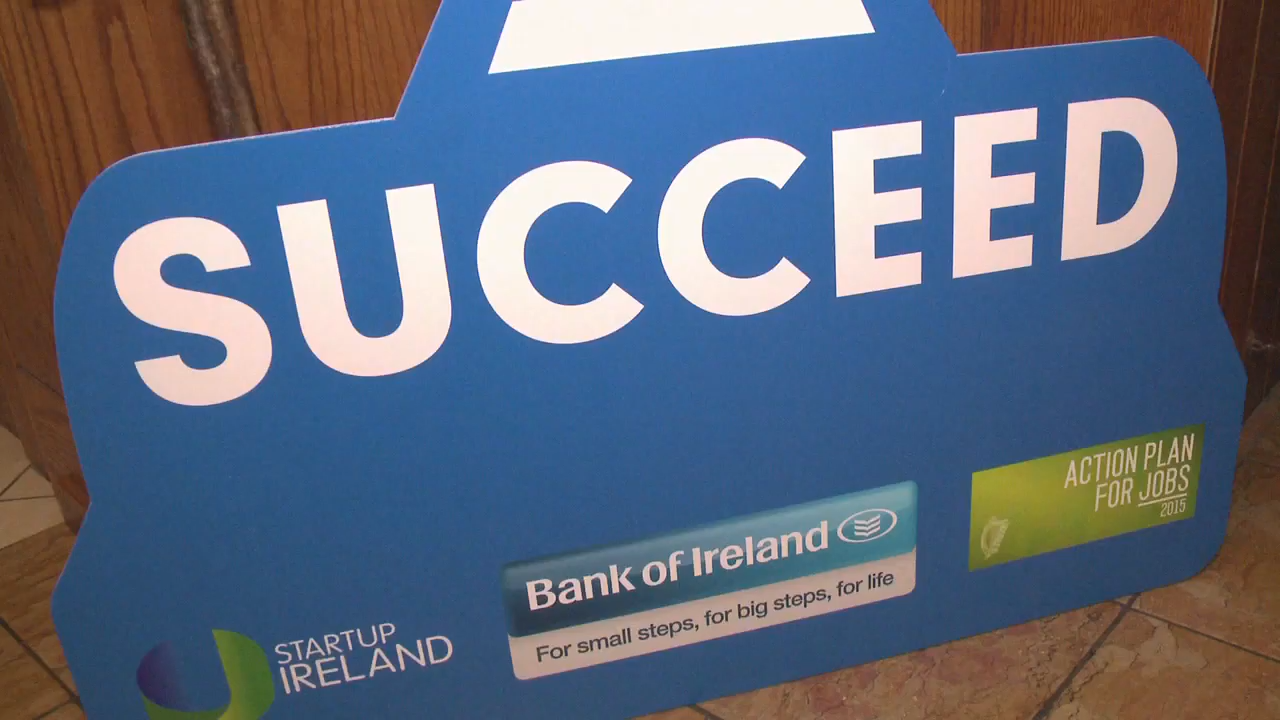 SUCCEED
ACTION PLAN
FOR JOBS
2015
Bank of Ireland
For small steps, for big steps, for life
STARTUP
IRELAND